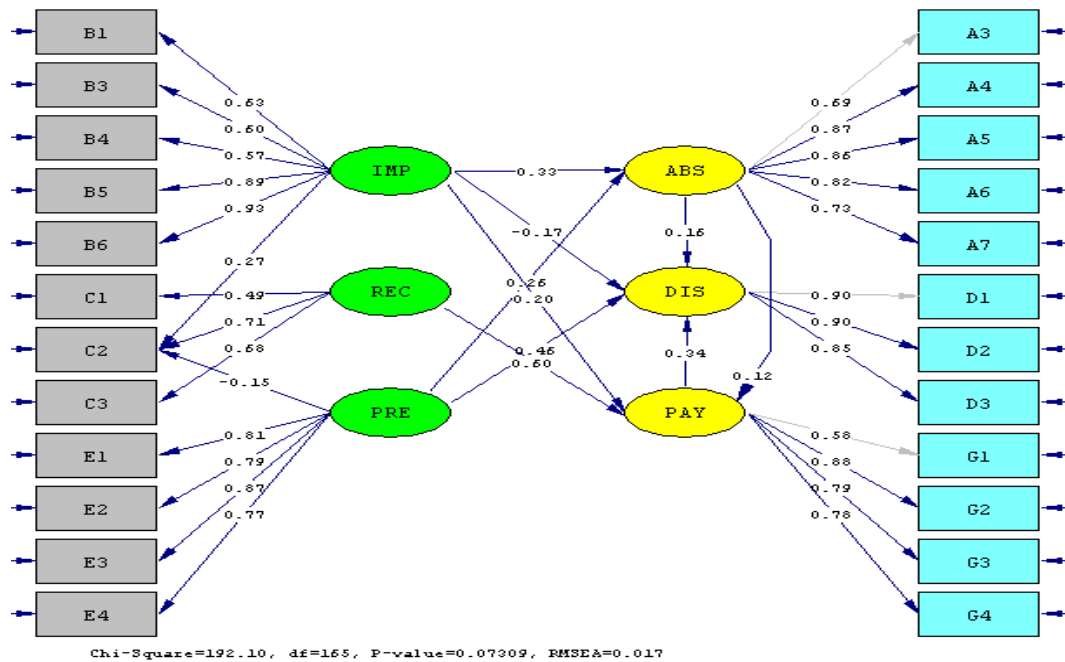 B1
A3
0.63
B3
A4
0.69
0.60
0.87
B4
A5
0.57
0.86
IMP
0.33
ABS
B5
0.89
0.82
A6
0.93
0.73
B6
-0.17
0.16
A7
0.27
C1
0.49
REC
0.26
0.20
DIS
0.90
D1
0.71
0.90
C2
0.68
0.46
0.60
0.34
0.85
D2
-0.15
0.12
C3
PRE
PAY
D3
0.81
0.58
E1
0.79
0.88
G1
0.87
0.79
E2
0.77
0.78
G2
E3
G3
E4
G4
Chi-Square=192.10, df=165, P-value=0.07309, RMSEA=0.017